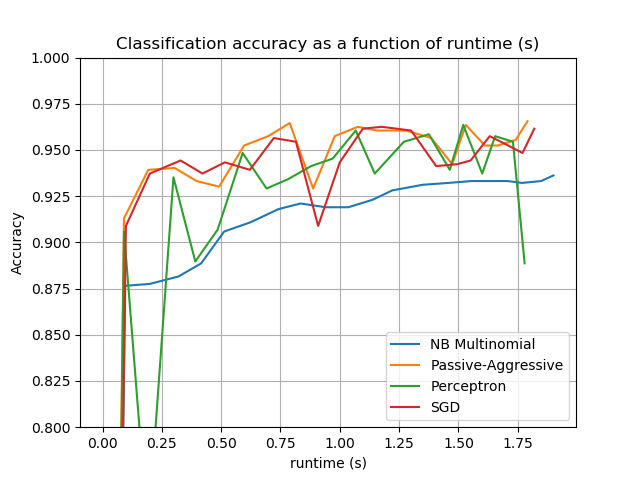 Classification accuracy as a function of runtime (s)
1.000
0.975
0.950
0.925
0.900
0.875
0.850
0.825
0.800
Accuracy
NB Multinomial
Passive-Aggressive
Perceptron
SGD
0.00 0.25 0.50 0.75 1.00 1.25 1.50 1.75
runtime (s)